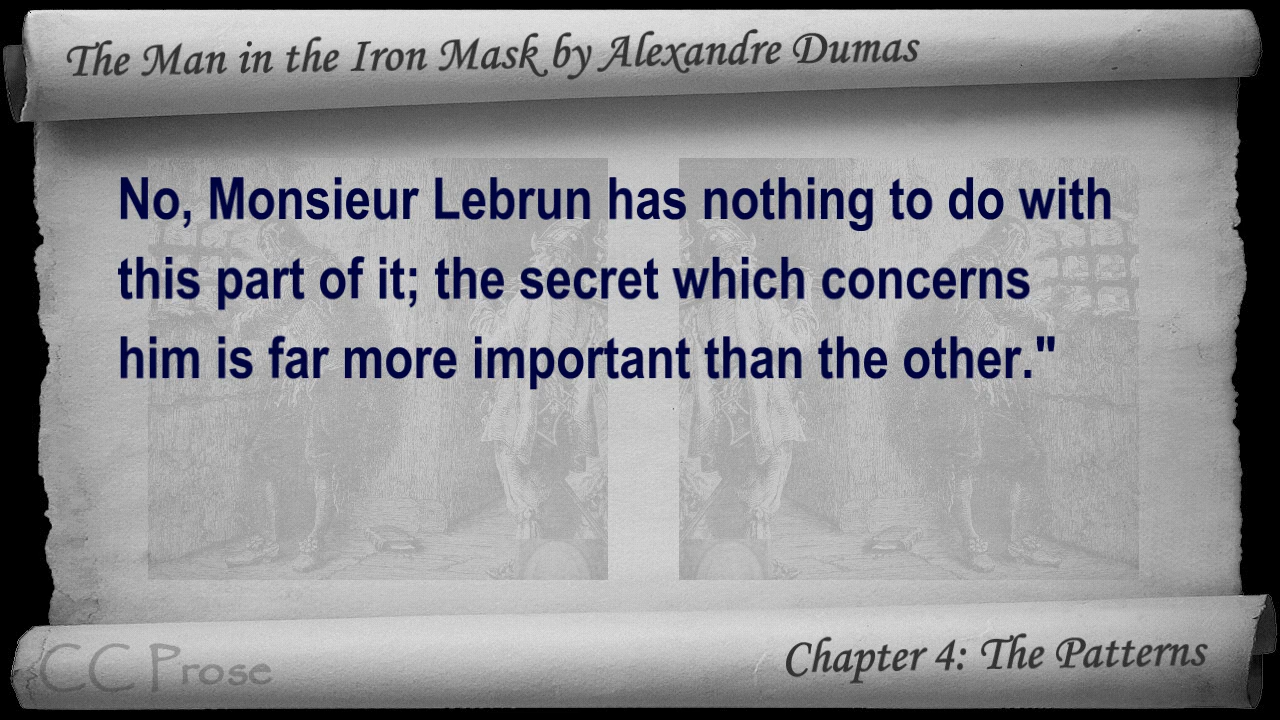 The Man in the Iron Mask by Alexandre Dumas
No, Monsieur Lebrun has nothing to do with
this part of it; the secret which concerns
him is far more important than the other."
CC Prose
Chapter 4: The Patterns